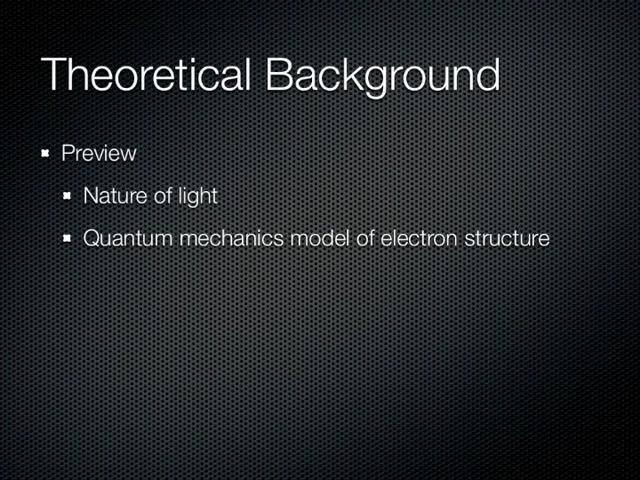 Theoretical Background
Preview
Nature of light
Quantum mechanics model of electron structure